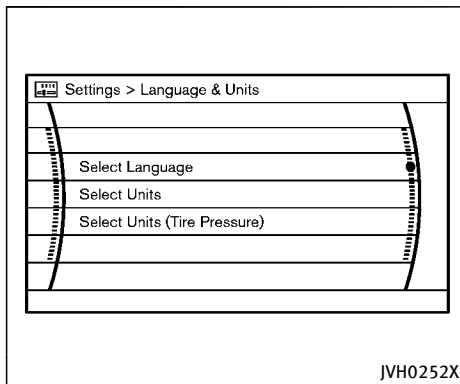 Settings > Language & Units
Select Language
Select Units
Select Units (Tire Pressure)
JVH0252X